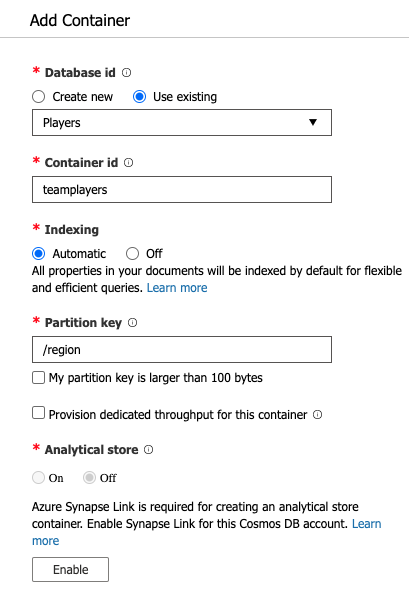 Add Container
* Database id
Create new Use existing
Players
* Container id
teamplayers
* Indexing
Automatic Off
All properties in your documents will be indexed by default for flexible
and efficient queries. Learn more
* Partition key
/region
My partition key is larger than 100 bytes
Provision dedicated throughput for this container
* Analytical store
On Off
Azure Synapse Link is required for creating an analytical store
container. Enable Synapse Link for this Cosmos DB account. Learn
more
Enable